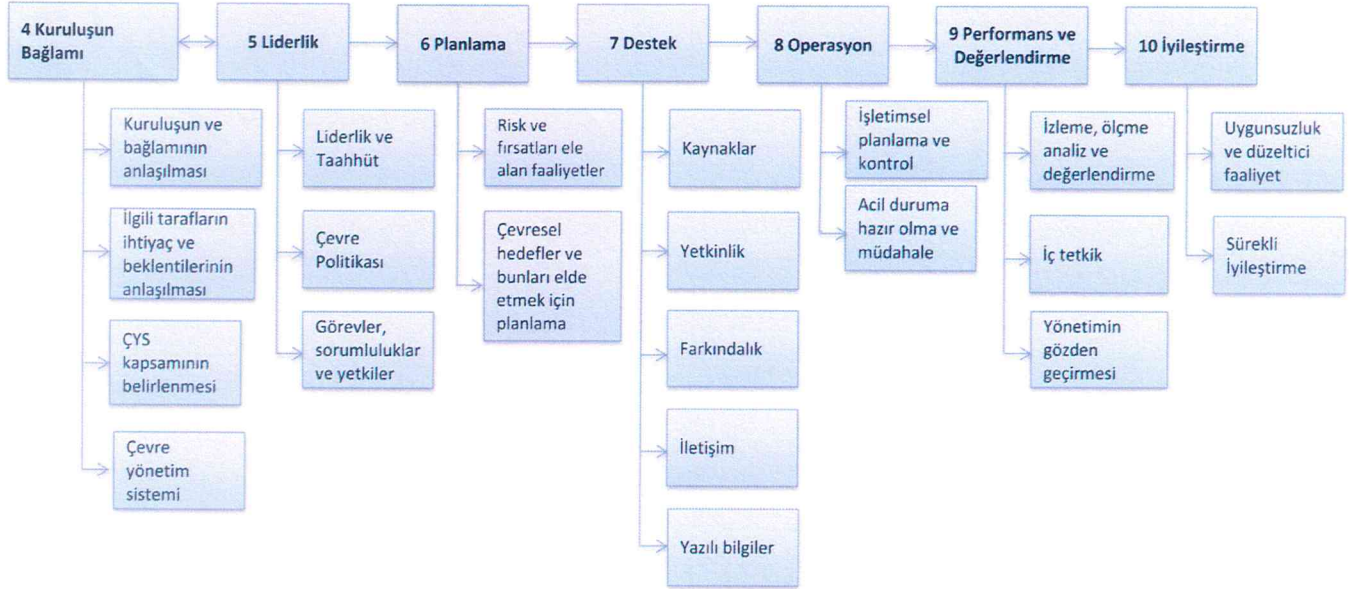 4 Kuruluşun
Bağlamı
5 Liderlik
6 Planlama
7 Destek
8 Operasyon
9 Performans ve
Değerlendirme
10 İyileştirme
Kuruluşun ve
bağlamının
anlaşılması
İlgili tarafların
ihtiyaç ve
beklentilerinin
anlaşılması
ÇYS
kapsamının
belirlenmesi
Çevre
yönetim
sistemi
Liderlik ve
Taahhüt
Çevre
Politikası
Görevler,
sorumluluklar
ve yetkiler
Risk ve
fırsatları ele
alan faaliyetler
Çevresel
hedefler ve
bunları elde
etmek için
planlama
Kaynaklar
Yetkinlik
Farkındalık
İletişim
Yazılı bilgiler
İşletimsel
planlama ve
kontrol
Acil duruma
hazır olma ve
müdahale
İzleme, ölçme
analiz ve
değerlendirme
İç tetkik
Yönetimin
gözden
geçirmesi
Uygunsuzluk
ve düzeltici
faaliyet
Sürekli
İyileştirme